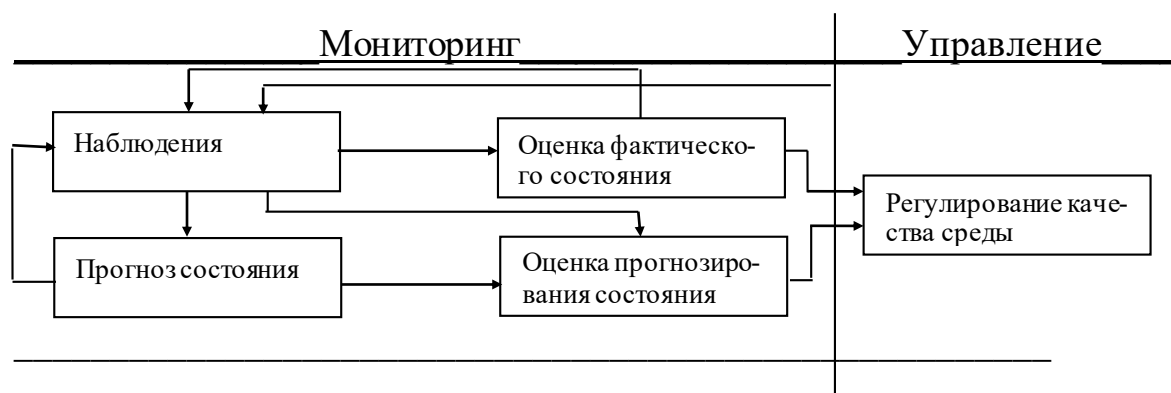 Мониторинг
Управление
Наблюдения
Оценка фактическо-
го состояния
Регулирование каче-
ства среды
Прогноз состояния
Оценка прогнозиро-
вания состояния